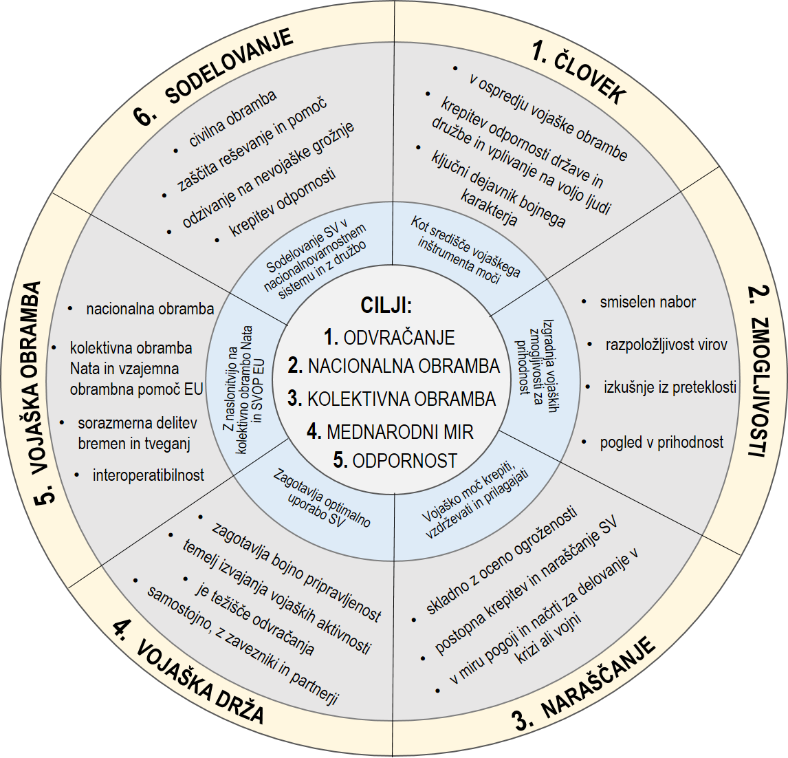 CILJI:
1. ODVRAČANJE
2. NACIONALNA OBRAMBA
3. KOLEKTIVNA OBRAMBA
4. MEDNARODNI MIR
5. ODPORNOST
1. ČLOVEK
• v ospredju vojaške obrambe
• krepitev odpornosti države in
družbe in vplivanje na voljo ljudi
• ključni dejavnik bojnega
karakterja
Kot središče vojaškega
inštrumenta moči
2. ZMOGLJIVOSTI
• smiselen nabor
• razpoložljivost virov
• izkušnje iz preteklosti
• pogled v prihodnost
Izgradnja vojaških
zmogljivosti za
prihodnost
3. NARAŠČANJE
• skladno z oceno ogroženosti
• postopna krepitev in naraščanje SV
• v miru pogoji in načrti za delovanje v
krizi ali vojni
Vojaško moč krepiti,
vzdrževati in prilagajati
4. VOJAŠKA DRŽA
• zagotavlja bojno pripravljenost
• temelj izvajanja vojaških aktivnosti
• je težišče odvračanja
• samostojno, z zavezniki in partnerji
Zagotavlja optimalno
uporabo SV
5. VOJAŠKA OBRAMBA
• nacionalna obramba
• kolektivna obramba
Nata in vzajemna
obrambna pomoč EU
• sorazmerna delitev
bremen in tveganj
• interoperatibilnost
Z naslonitvijo na
kolektivno obrambo Nata
in SVOP EU
6. SODELOVANJE
• civilna obramba
• zaščita reševanje in pomoč
• odzivanje na nevojaške grožnje
• krepitev odpornosti
Sodelovanje SV v
nacionalnovarnostnem
sistemu in z družbo